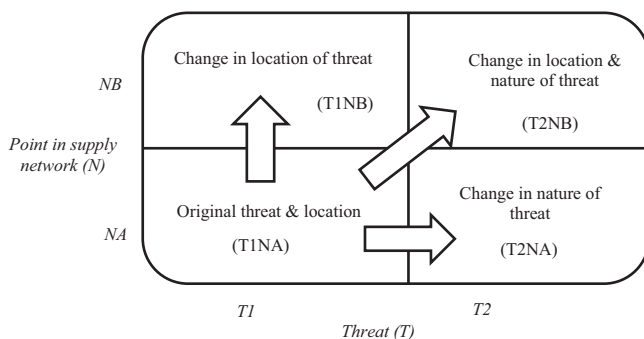 Change in location of threat
(T1NB)
Change in location &
nature of threat
(T2NB)
NB
Point in supply
network (N)
NA
Original threat & location
(T1NA)
Change in nature of
threat
(T2NA)
T1
T2
Threat (T)